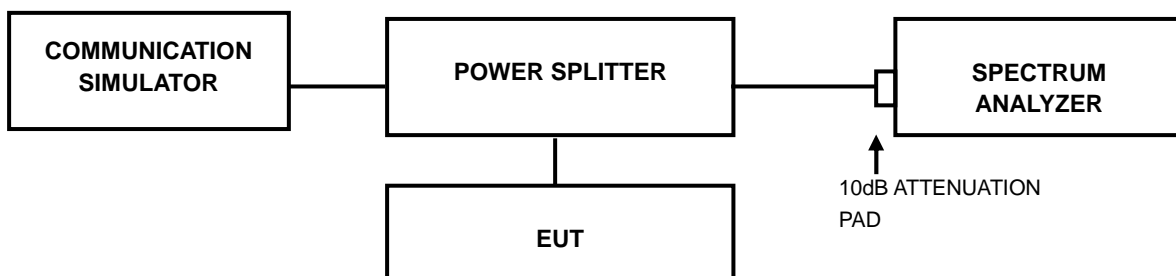 COMMUNICATION
SIMULATOR
POWER SPLITTER
SPECTRUM
ANALYZER
10dB ATTENUATION
PAD
EUT